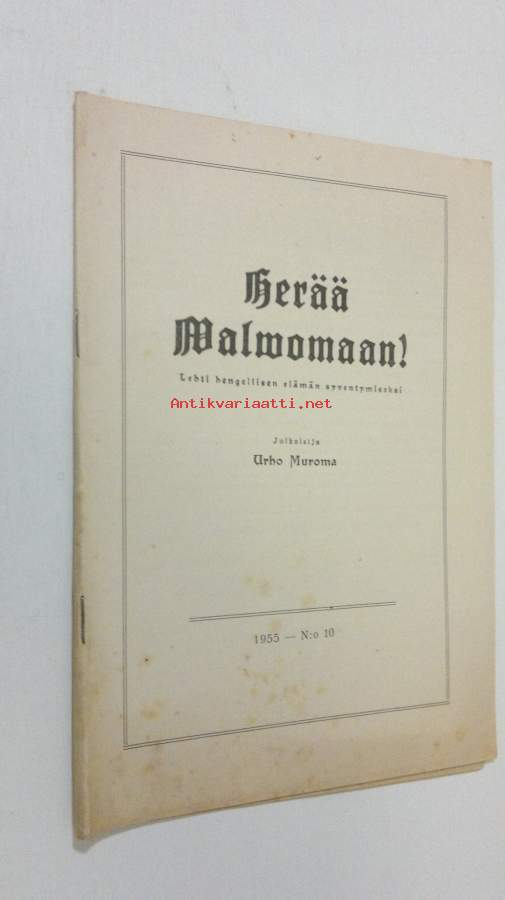 Herää
Walwomaan!
Lehti hengellisen elämän syventymiseksi
Antikvariaatti.net
Julkaisija
Urho Muroma
1955 — N:o 10